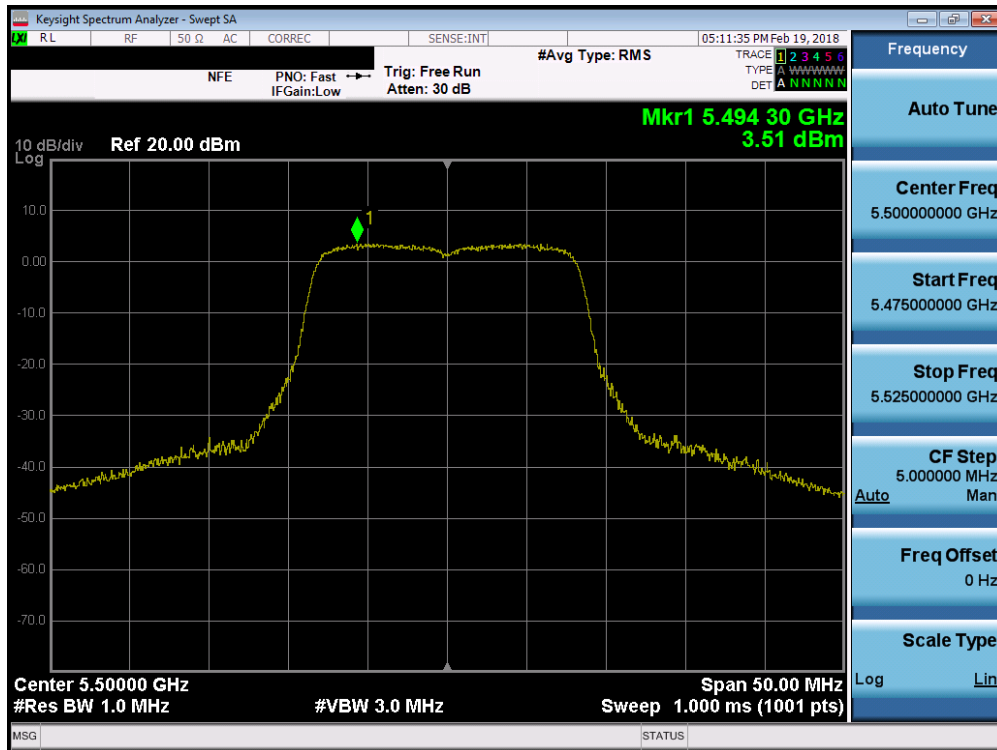 Keysight Spectrum Analyzer - Swept SA
LXI RL RF 50 Ω AC CORREC SENSE:INT 05:11:35 PM Feb 19, 2018
NFE PNO: Fast IFGain:Low Trig: Free Run Atten: 30 dB #Avg Type: RMS
TRACE 1 2 3 4 5 6
TYPE A WWWWW
DET A N N N N N
Mkr1 5.494 30 GHz
3.51 dBm
10 dB/div Ref 20.00 dBm
Log
10.0
0.00
-10.0
-20.0
-30.0
-40.0
-50.0
-60.0
-70.0
1
Center 5.50000 GHz Span 50.00 MHz
#Res BW 1.0 MHz #VBW 3.0 MHz Sweep 1.000 ms (1001 pts)
MSG STATUS
Frequency
Auto Tune
Center Freq
5.500000000 GHz
Start Freq
5.475000000 GHz
Stop Freq
5.525000000 GHz
CF Step
5.000000 MHz
Auto Man
Freq Offset
0 Hz
Scale Type
Log Lin